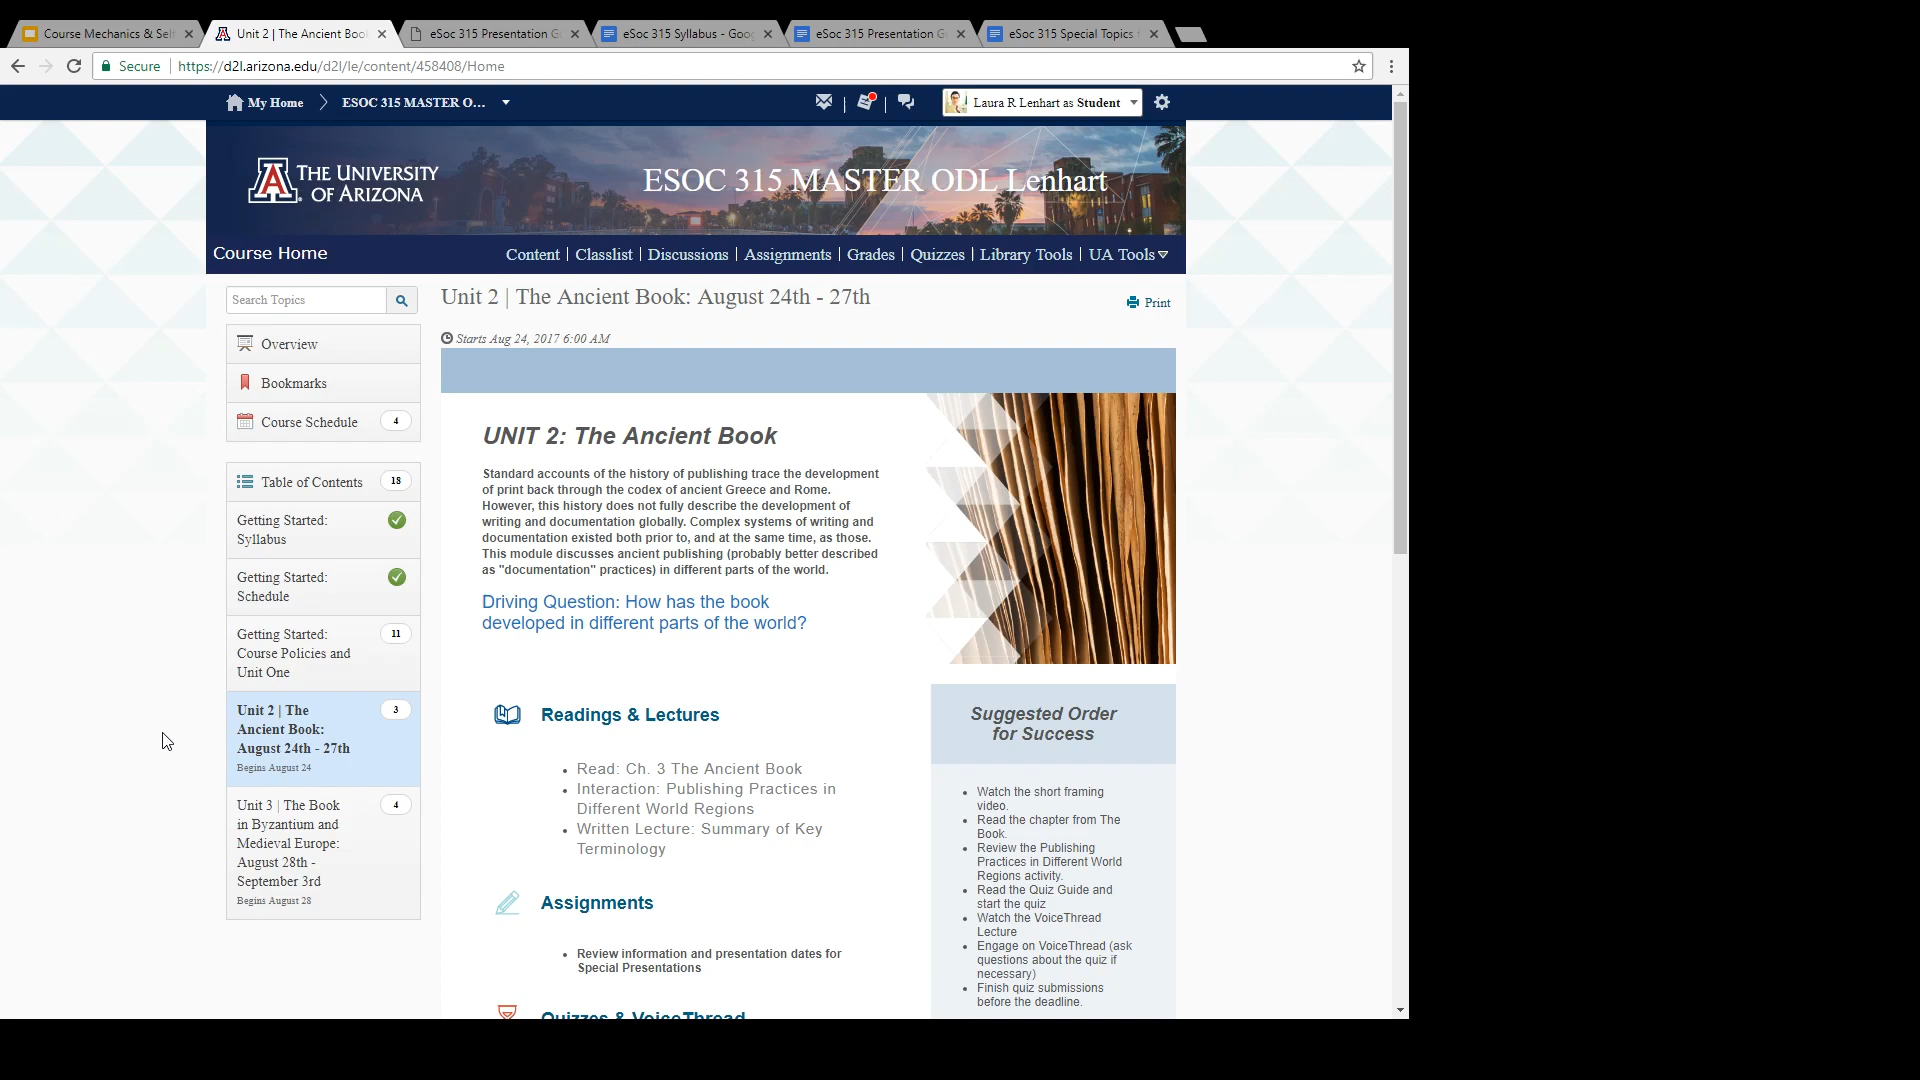 Course Mechanics & Sel
Unit 2 | The Ancient Boo
eSoc 315 Presentation G
eSoc 315 Syllabus - Goo
eSoc 315 Presentation G
eSoc 315 Special Topics
Secure
https://d2l.arizona.edu/d2l/le/content/458408/Home
My Home
ESOC 315 MASTER O...
Laura R Lenhart as Student
THE UNIVERSITY
OF ARIZONA
ESOC 315 MASTER ODL Lenhart
Course Home
Content | Classlist | Discussions | Assignments | Grades | Quizzes | Library Tools | UA Tools
Search Topics
Overview
Bookmarks
Course Schedule 4
Table of Contents 18
Getting Started:
Syllabus
Getting Started:
Schedule
Getting Started: 11
Course Policies and
Unit One
Unit 2 | The 3
Ancient Book:
August 24th - 27th
Begins August 24
Unit 3 | The Book 4
in Byzantium and
Medieval Europe:
August 28th -
September 3rd
Begins August 28
Unit 2 | The Ancient Book: August 24th - 27th
Print
Starts Aug 24, 2017 6:00 AM
UNIT 2: The Ancient Book
Standard accounts of the history of publishing trace the development
of print back through the codex of ancient Greece and Rome.
However, this history does not fully describe the development of
writing and documentation globally. Complex systems of writing and
documentation existed both prior to, and at the same time, as those.
This module discusses ancient publishing (probably better described
as "documentation" practices) in different parts of the world.
Driving Question: How has the book
developed in different parts of the world?
Readings & Lectures
Read: Ch. 3 The Ancient Book
Interaction: Publishing Practices in
Different World Regions
Written Lecture: Summary of Key
Terminology
Assignments
Review information and presentation dates for
Special Presentations
Quizzes & VoiceThread
Suggested Order
for Success
Watch the short framing
video.
Read the chapter from The
Book.
Review the Publishing
Practices in Different World
Regions activity.
Read the Quiz Guide and
start the quiz
Watch the VoiceThread
Lecture
Engage on VoiceThread (ask
questions about the quiz if
necessary)
Finish quiz submissions
before the deadline.